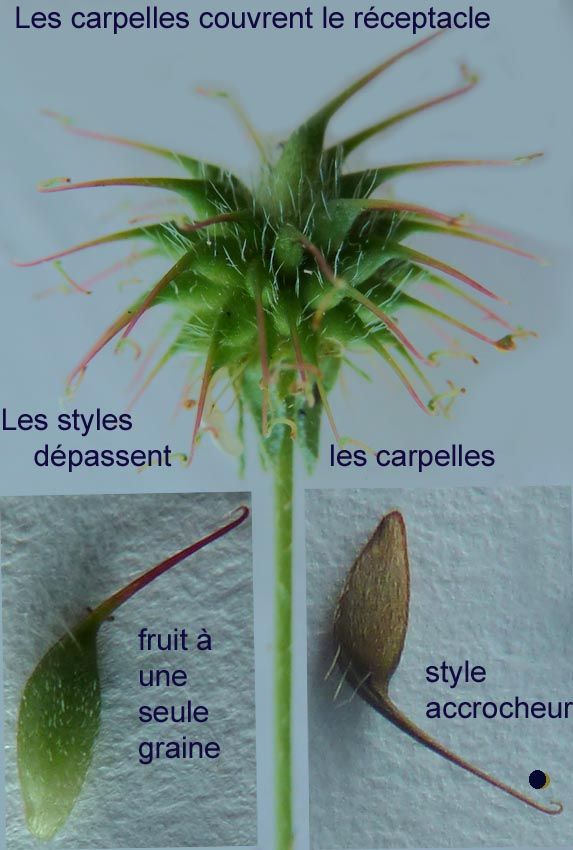 Les carpelles couvrent le réceptacle
Les styles
dépassent les carpelles
fruit à
une
seule
graine
style
accrocheur